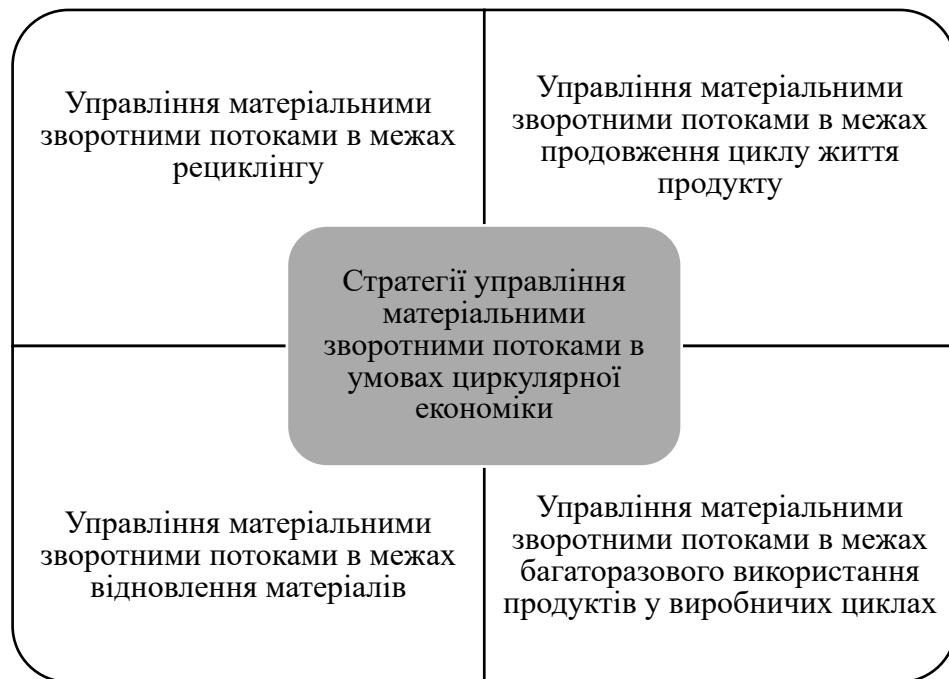 Управління матеріальними
зворотними потоками в межах
рециклінгу
Управління матеріальними
зворотними потоками в межах
продовження циклу життя
продукту
Стратегії управління
матеріальними
зворотними потоками в
умовах циркулярної
економіки
Управління матеріальними
зворотними потоками в межах
відновлення матеріалів
Управління матеріальними
зворотними потоками в межах
багаторазового використання
продуктів у виробничих циклах